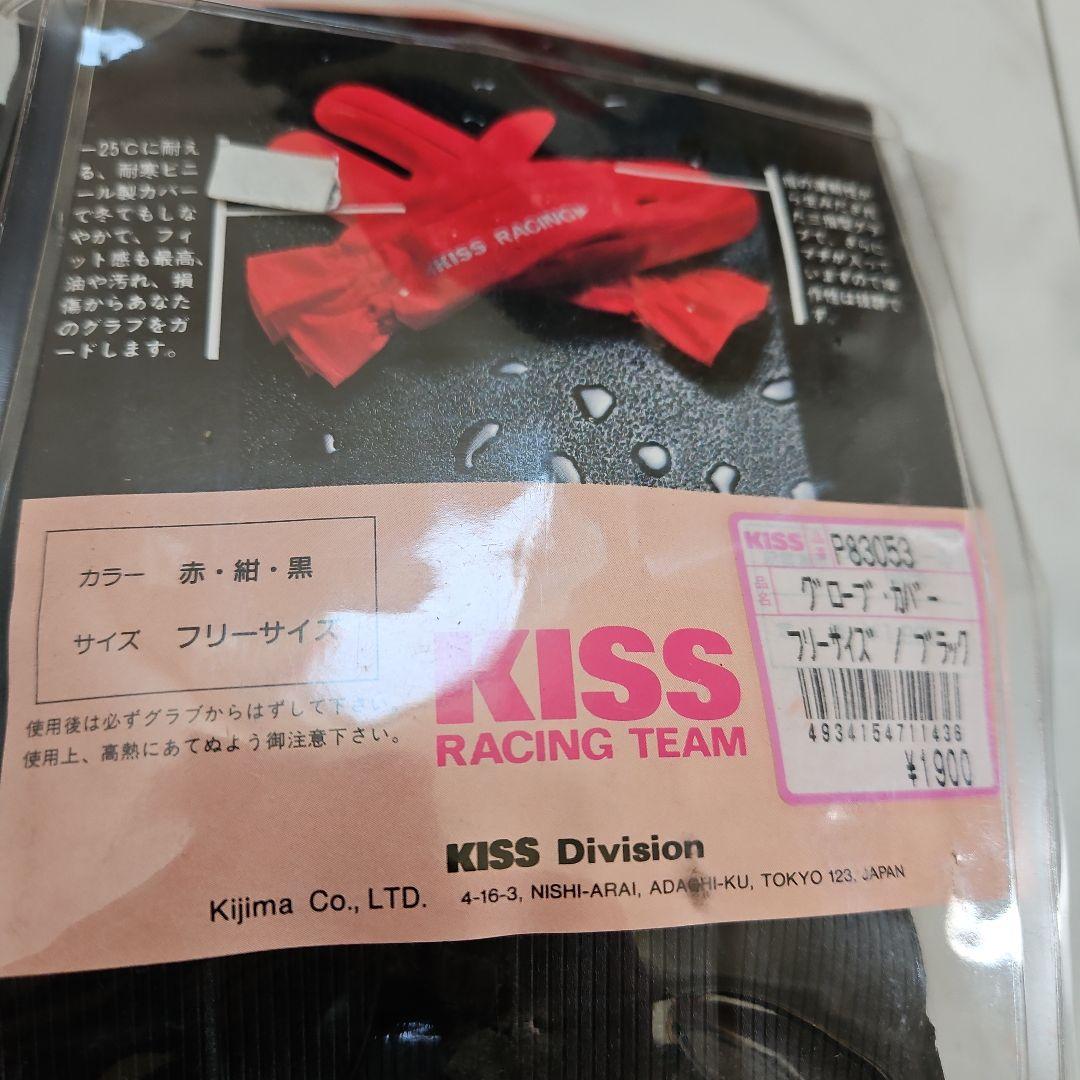 −25℃に耐え
る、耐寒ビニ
ール製カバー
で冬でもしな
やかで、フィ
ット感も最高、
油や汚れ、損
傷からあなた
のグラブをガ
ードします。
KISS RACING
カラー 赤・紺・黒
サイズ フリーサイズ
使用後は必ずグラブからはずして下さい。
使用上、高熱にあてぬよう御注意下さい。
KISS
RACING TEAM
KISS P83053
品名 グローブ・カバー
フリーサイズ / ブラック
4934154711436
¥1900
KISS Division
Kijima Co., LTD. 4-16-3, NISHI-ARAI, ADACHI-KU, TOKYO 123, JAPAN